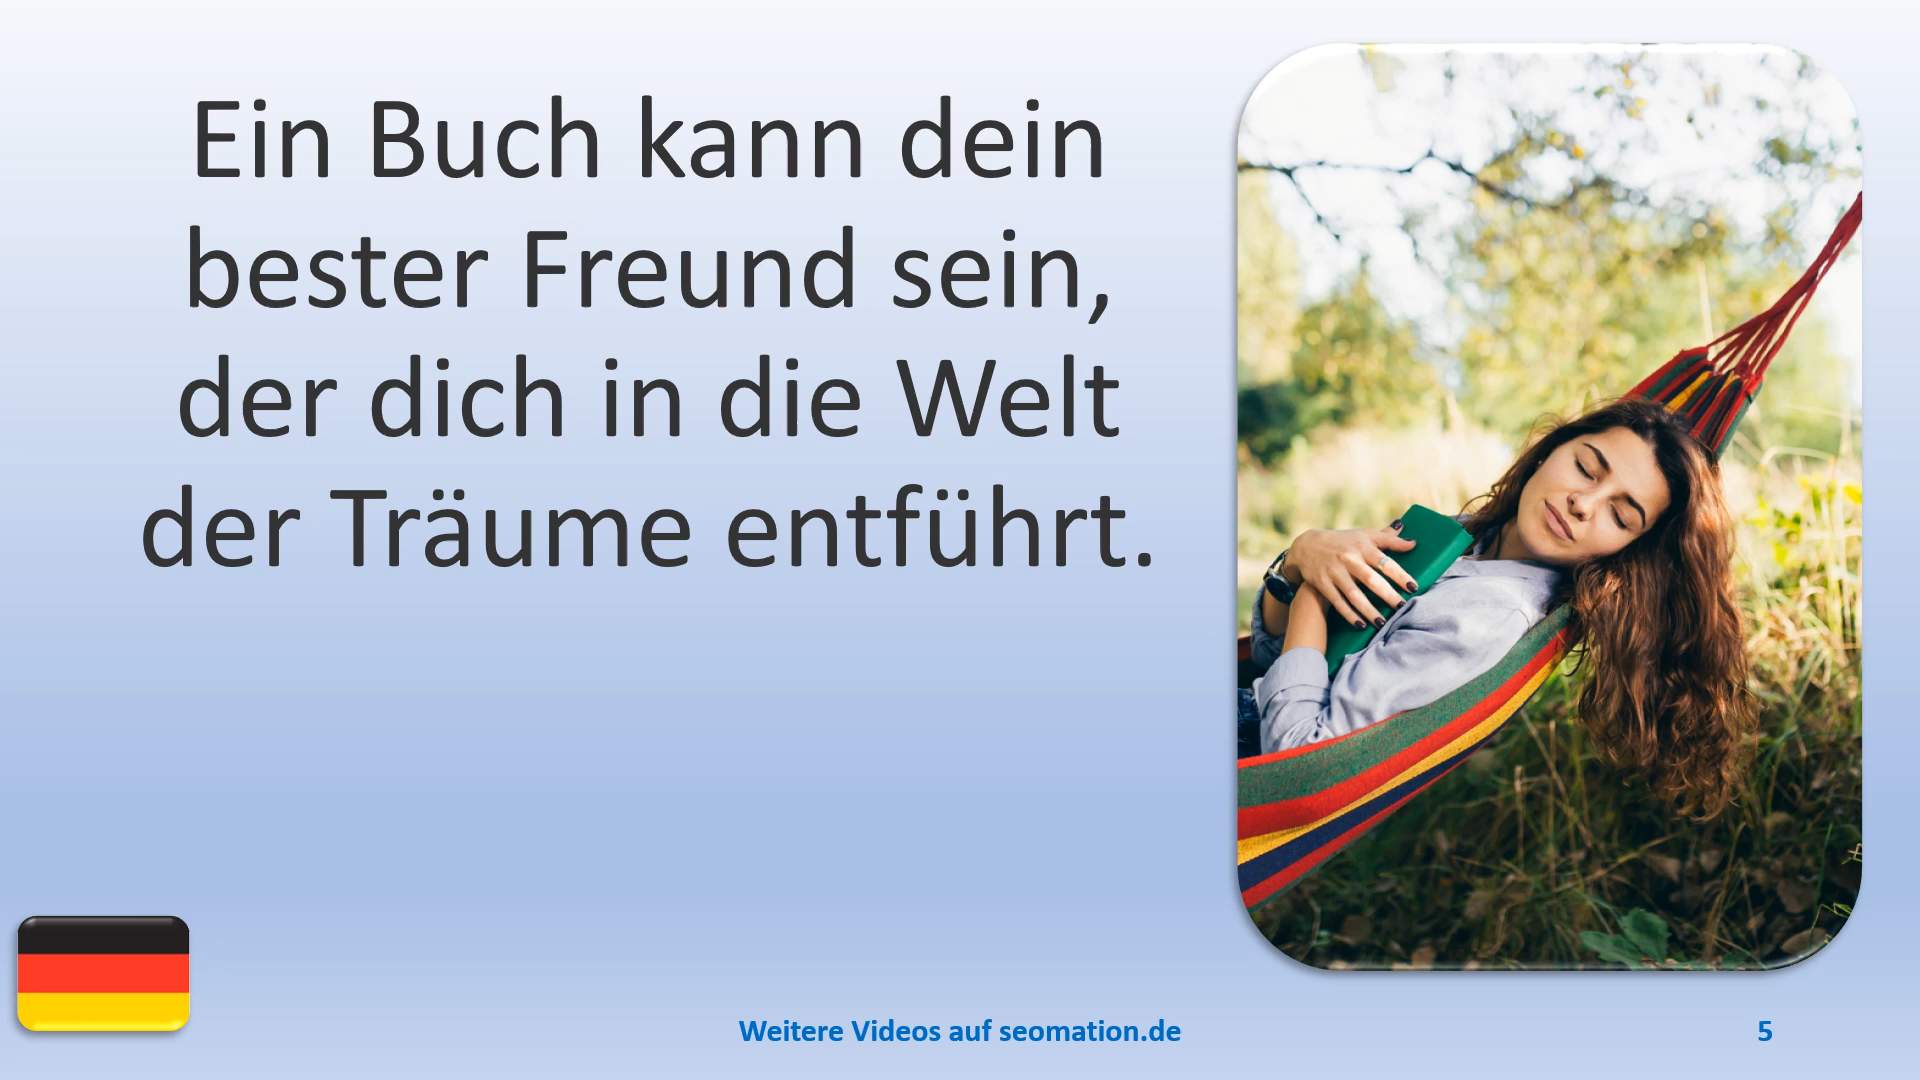 Ein Buch kann dein
bester Freund sein,
der dich in die Welt
der Träume entführt.
Weitere Videos auf seomation.de
5